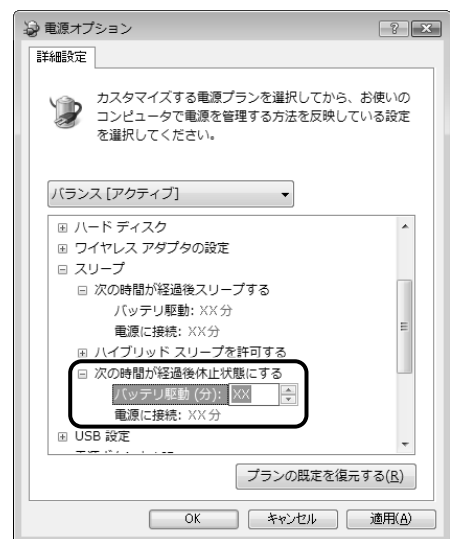 電源オプション
詳細設定
カスタマイズする電源プランを選択してから、お使いの
コンピュータで電源を管理する方法を反映している設定
を選択してください。
バランス [アクティブ]
ハード ディスク
ワイヤレス アダプタの設定
スリープ
次の時間が経過後スリープする
バッテリ駆動: XX分
電源に接続: XX分
ハイブリッド スリープを許可する
次の時間が経過後休止状態にする
バッテリ駆動 (分): XX
電源に接続: XX分
USB 設定
プランの既定を復元する(R)
OK キャンセル 適用(A)